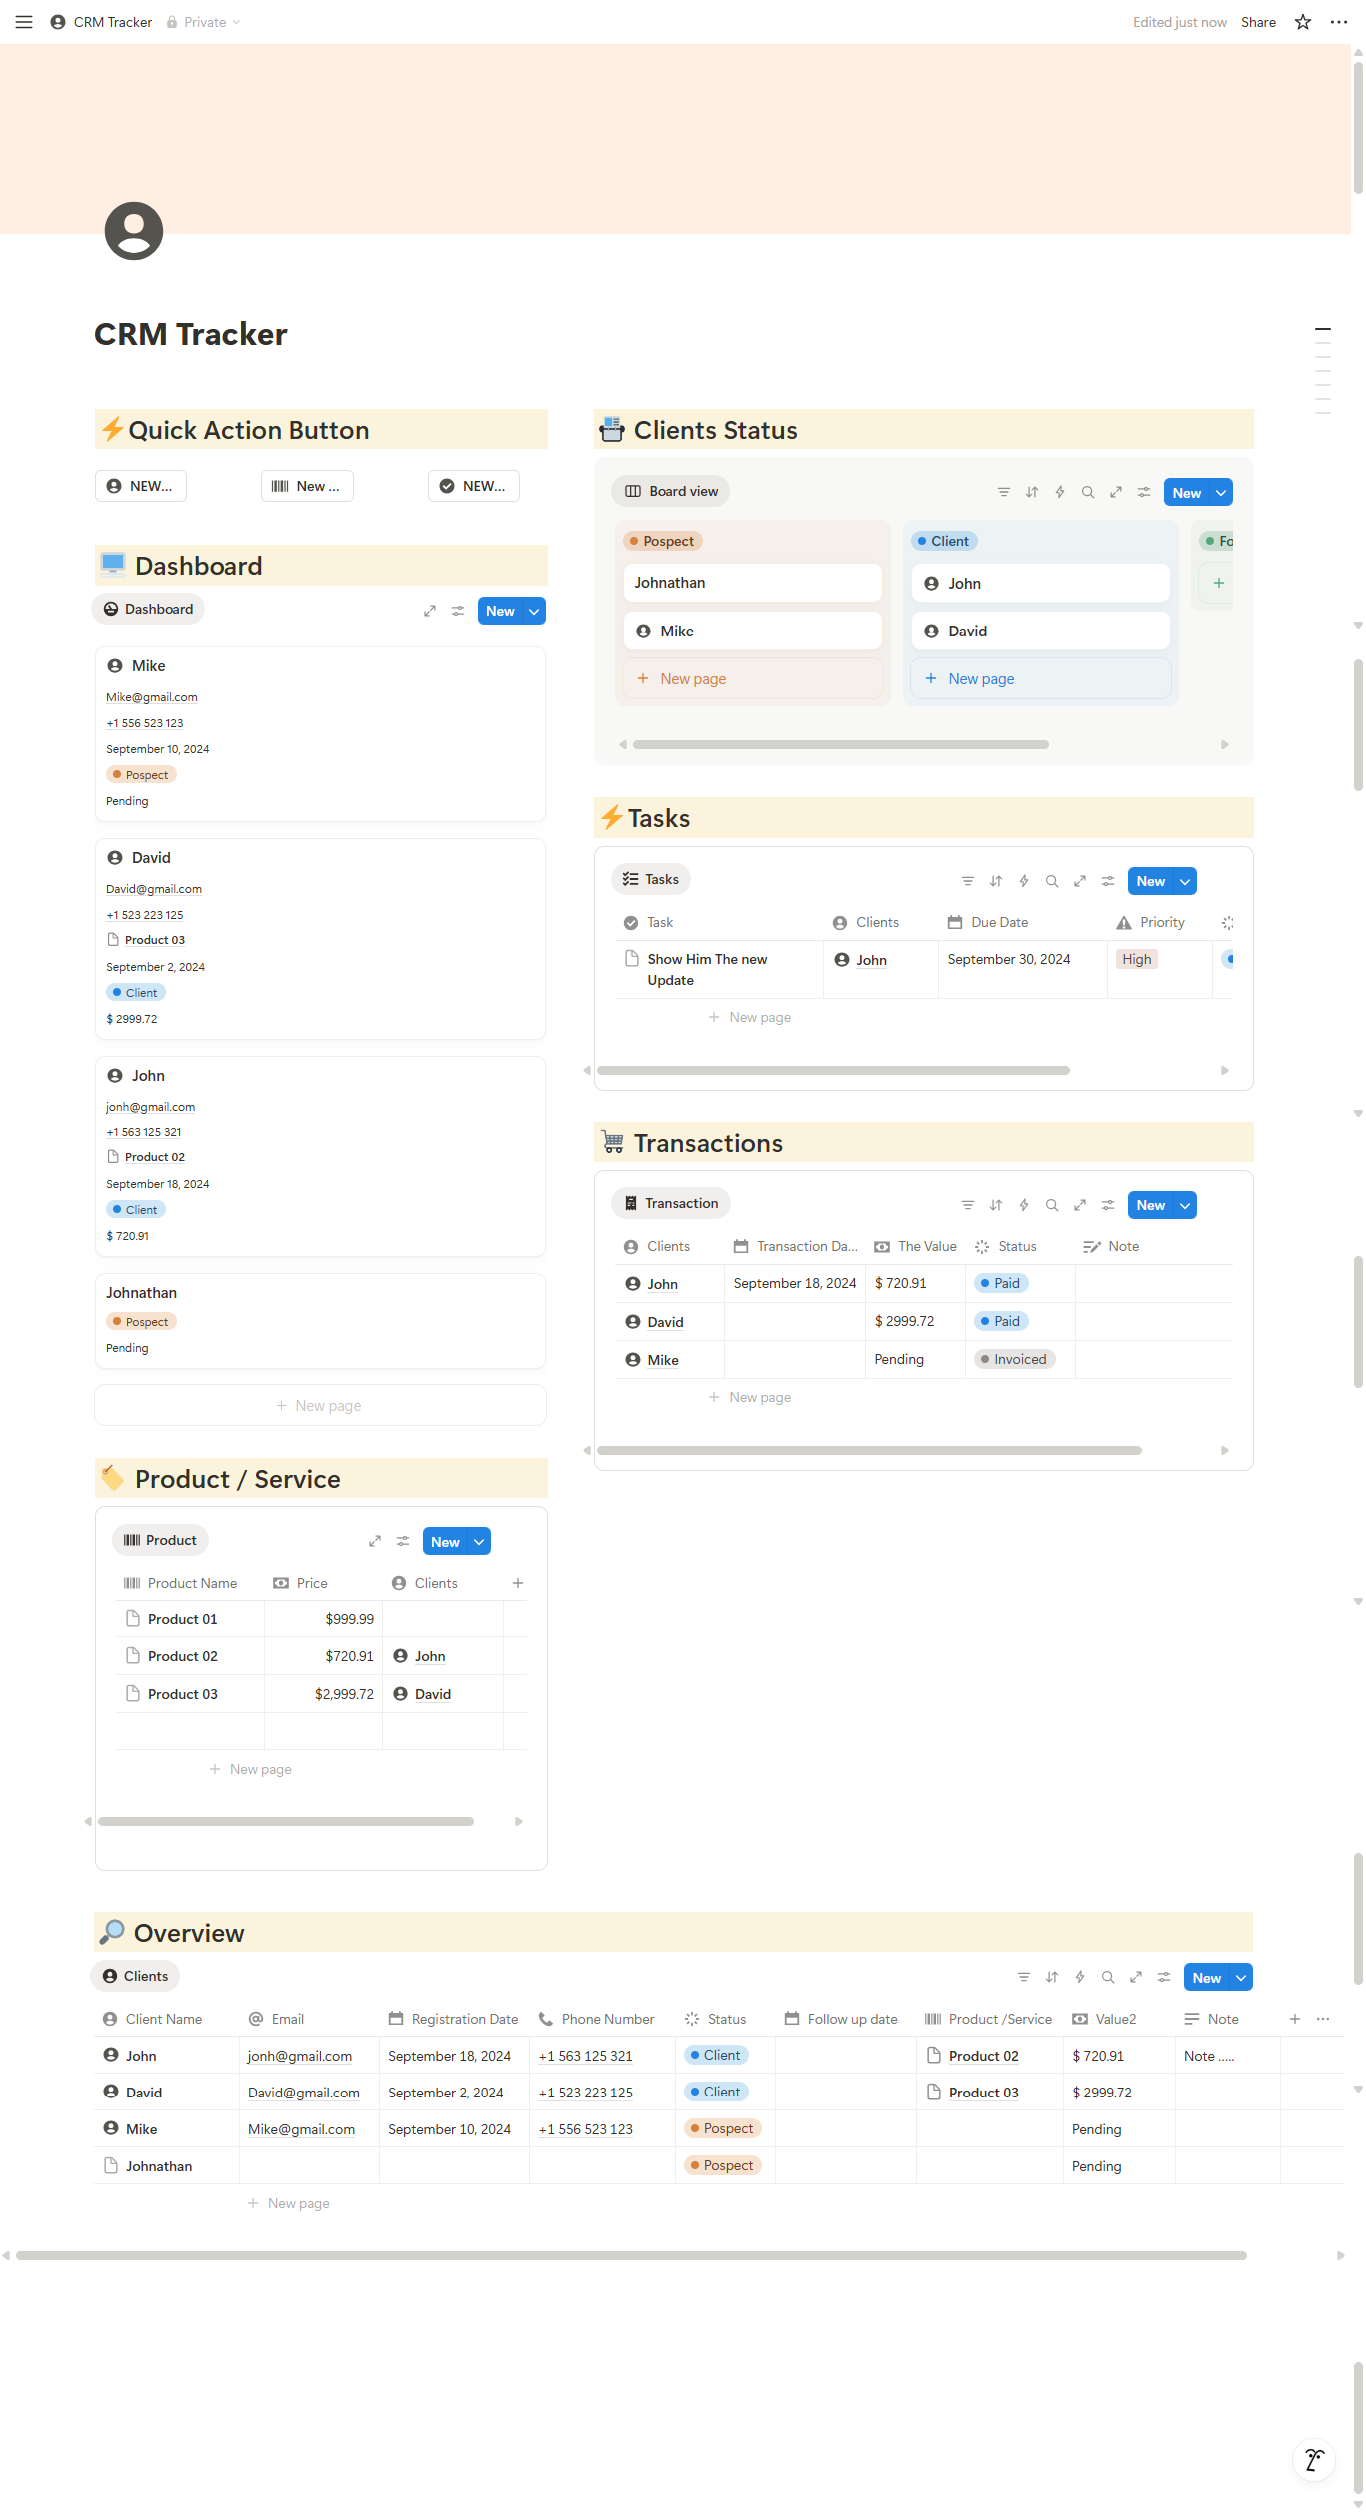 CRM Tracker Private Edited just now Share
CRM Tracker
Quick Action Button
NEW... New ... NEW...
Dashboard
Dashboard New
Mike
Mike@gmail.com
+1 556 523 123
September 10, 2024
Pospect
Pending
David
David@gmail.com
+1 523 223 125
Product 03
September 2, 2024
Client
$ 2999.72
John
jonh@gmail.com
+1 563 125 321
Product 02
September 18, 2024
Client
$ 720.91
Johnathan
Pospect
Pending
New page
Product / Service
Product New
Product Name Price Clients
Product 01 $999.99
Product 02 $720.91 John
Product 03 $2,999.72 David
New page
Clients Status
Board view New
Pospect Client Fo
Johnathan John
Mike David
New page New page
Tasks
Tasks New
Task Clients Due Date Priority
Show Him The new John September 30, 2024 High
Update
New page
Transactions
Transaction New
Clients Transaction Da... The Value Status Note
John September 18, 2024 $ 720.91 Paid
David $ 2999.72 Paid
Mike Pending Invoiced
New page
Overview
Clients New
Client Name Email Registration Date Phone Number Status Follow up date Product /Service Value2 Note
John jonh@gmail.com September 18, 2024 +1 563 125 321 Client Product 02 $ 720.91 Note .....
David David@gmail.com September 2, 2024 +1 523 223 125 Client Product 03 $ 2999.72
Mike Mike@gmail.com September 10, 2024 +1 556 523 123 Pospect Pending
Johnathan Pospect Pending
New page